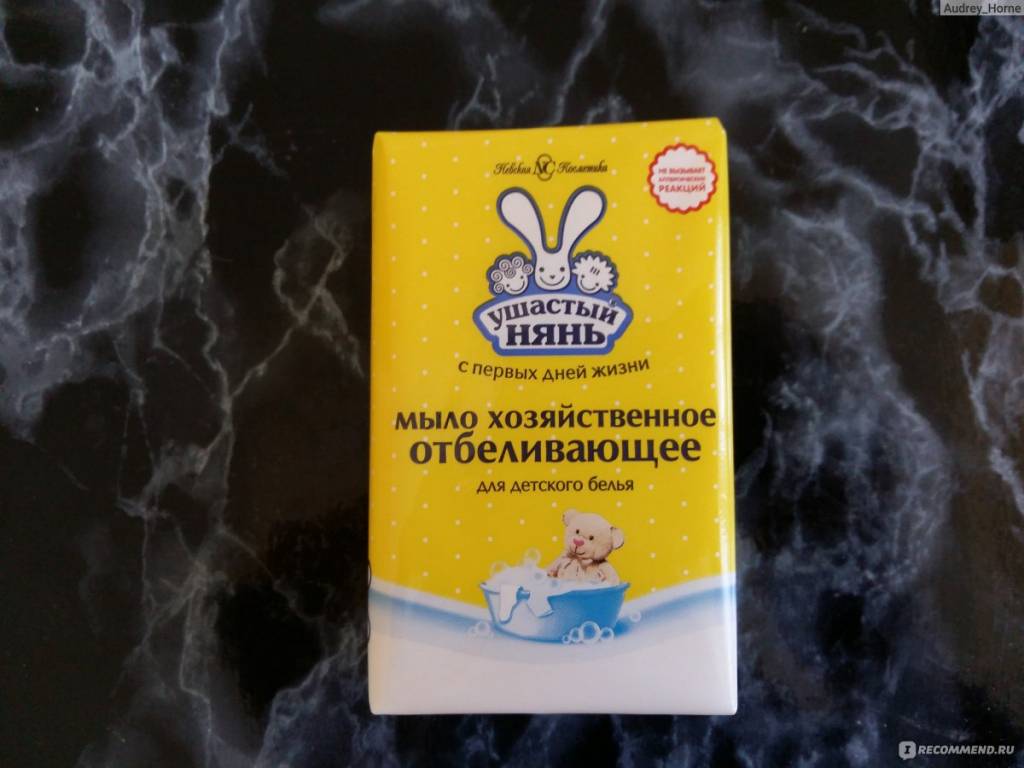 Audrey_Horne
Невская НС Косметика
НЕ ВЫЗЫВАЕТ
АЛЛЕРГИЧЕСКИХ
РЕАКЦИЙ
УШАСТЫЙ
НЯНЬ
с первых дней жизни
мыло хозяйственное
отбеливающее
для детского белья
IRECOMMEND.RU